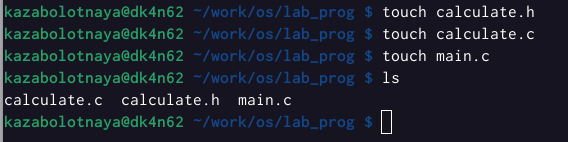 kazabolotnaya@dk4n62 ~/work/os/lab_prog $ touch calculate.h
kazabolotnaya@dk4n62 ~/work/os/lab_prog $ touch calculate.c
kazabolotnaya@dk4n62 ~/work/os/lab_prog $ touch main.c
kazabolotnaya@dk4n62 ~/work/os/lab_prog $ ls
calculate.c  calculate.h  main.c
kazabolotnaya@dk4n62 ~/work/os/lab_prog $